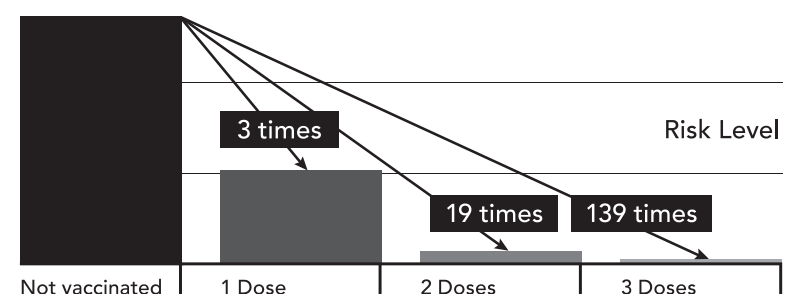 3 times
Risk Level
19 times
139 times
Not vaccinated
1 Dose
2 Doses
3 Doses